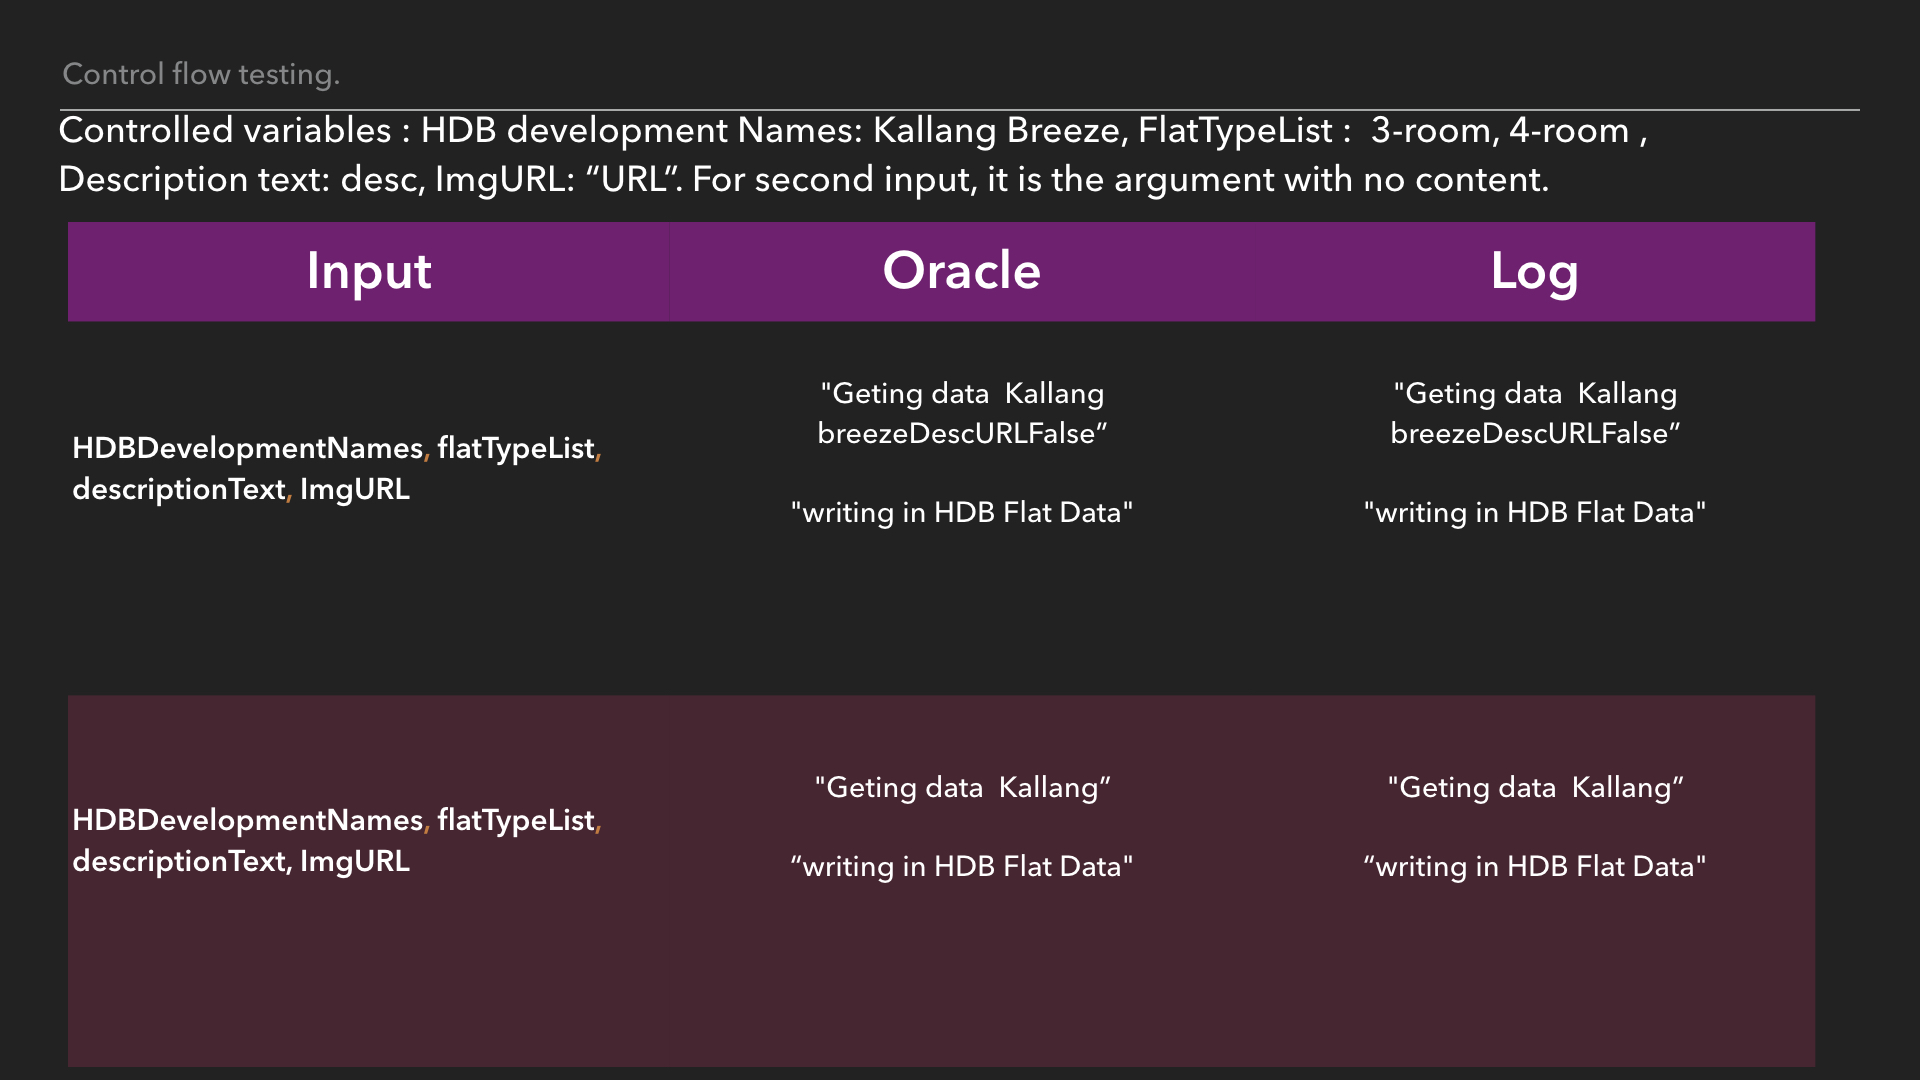 Control flow testing.
Controlled variables : HDB development Names: Kallang Breeze, FlatTypeList :  3-room, 4-room ,
Description text: desc, ImgURL: “URL”. For second input, it is the argument with no content.
Input
Oracle
Log
HDBDevelopmentNames, flatTypeList,
descriptionText, ImgURL
"Geting data  Kallang
breezeDescURLFalse”
"writing in HDB Flat Data"
"Geting data  Kallang
breezeDescURLFalse”
"writing in HDB Flat Data"
HDBDevelopmentNames, flatTypeList,
descriptionText, ImgURL
"Geting data  Kallang”
“writing in HDB Flat Data"
"Geting data  Kallang”
“writing in HDB Flat Data"